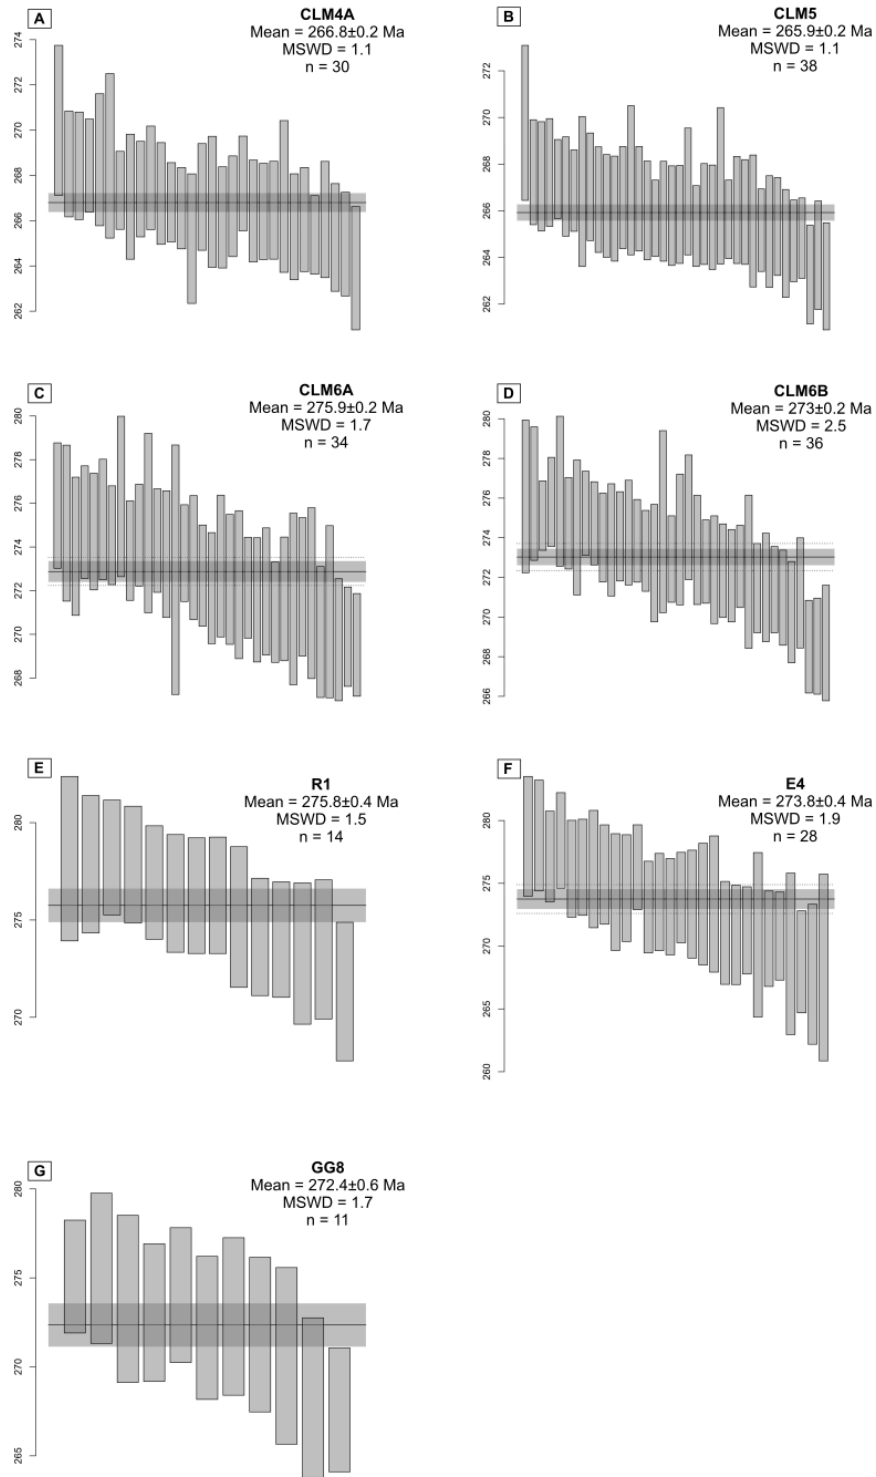 A
CLM4A
Mean = 266.8±0.2 Ma
MSWD = 1.1
n = 30
274
272
270
268
266
264
262
B
CLM5
Mean = 265.9±0.2 Ma
MSWD = 1.1
n = 38
272
270
268
266
264
262
C
CLM6A
Mean = 275.9±0.2 Ma
MSWD = 1.7
n = 34
280
278
276
274
272
270
268
D
CLM6B
Mean = 273±0.2 Ma
MSWD = 2.5
n = 36
280
278
276
274
272
270
268
266
E
R1
Mean = 275.8±0.4 Ma
MSWD = 1.5
n = 14
280
275
270
F
E4
Mean = 273.8±0.4 Ma
MSWD = 1.9
n = 28
280
275
270
265
260
G
GG8
Mean = 272.4±0.6 Ma
MSWD = 1.7
n = 11
280
275
270
265